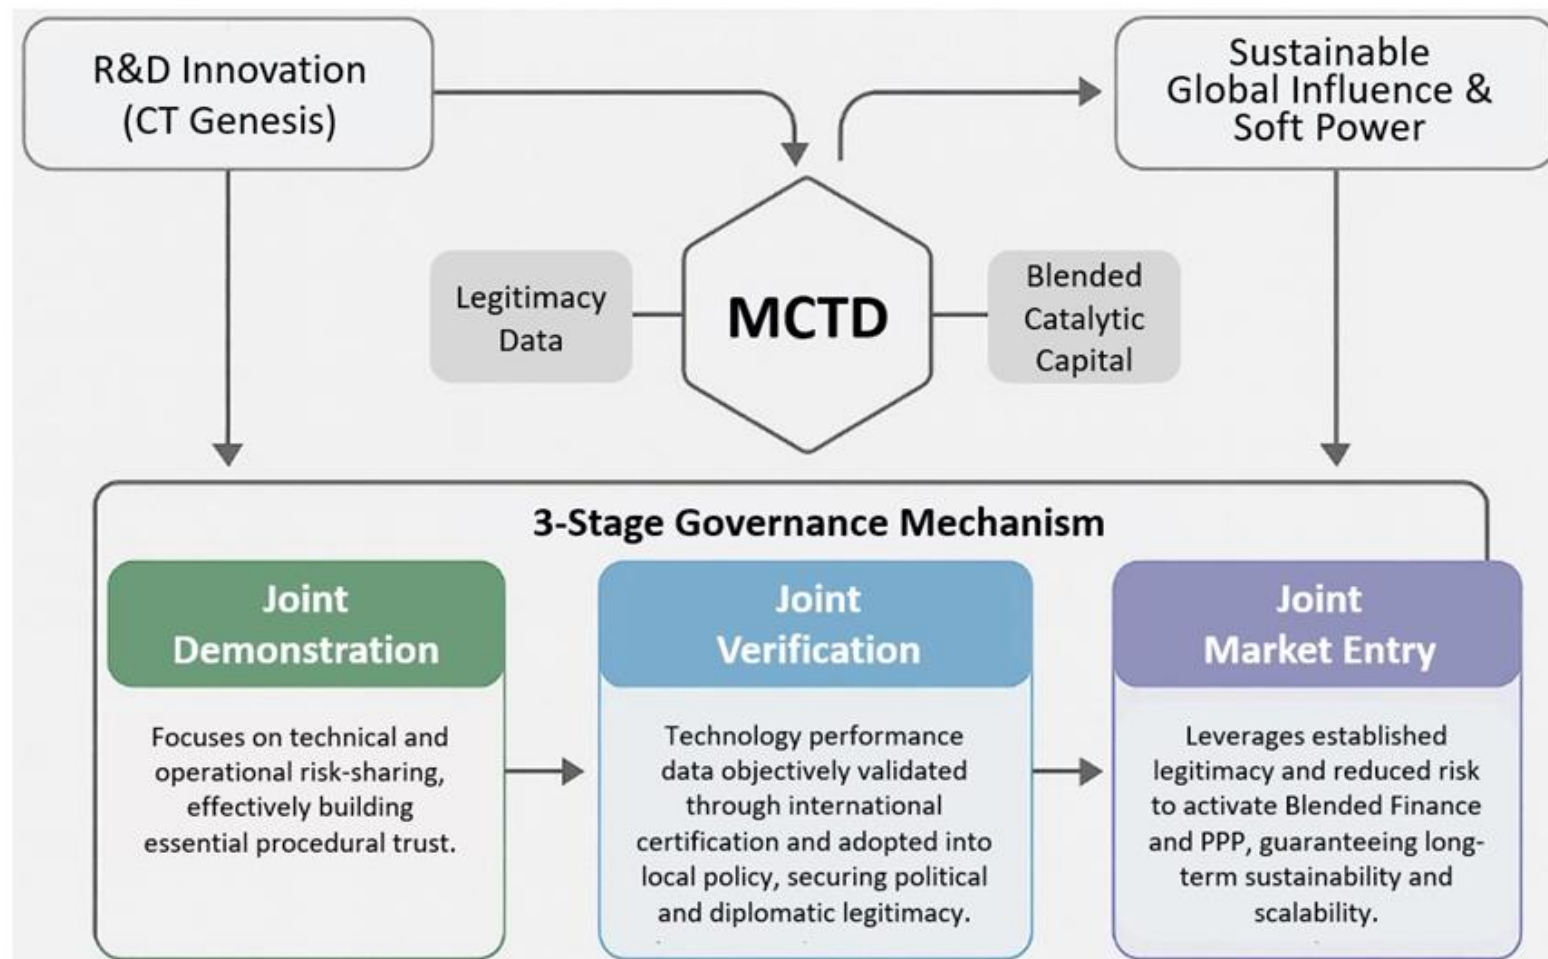 R&D Innovation
(CT Genesis)
Sustainable
Global Influence &
Soft Power
Legitimacy
Data
MCTD
Blended
Catalytic
Capital
3-Stage Governance Mechanism
Joint
Demonstration
Focuses on technical and
operational risk-sharing,
effectively building
essential procedural trust.
Joint
Verification
Technology performance
data objectively validated
through international
certification and adopted into
local policy, securing political
and diplomatic legitimacy.
Joint
Market Entry
Leverages established
legitimacy and reduced risk
to activate Blended Finance
and PPP, guaranteeing long-
term sustainability and
scalability.